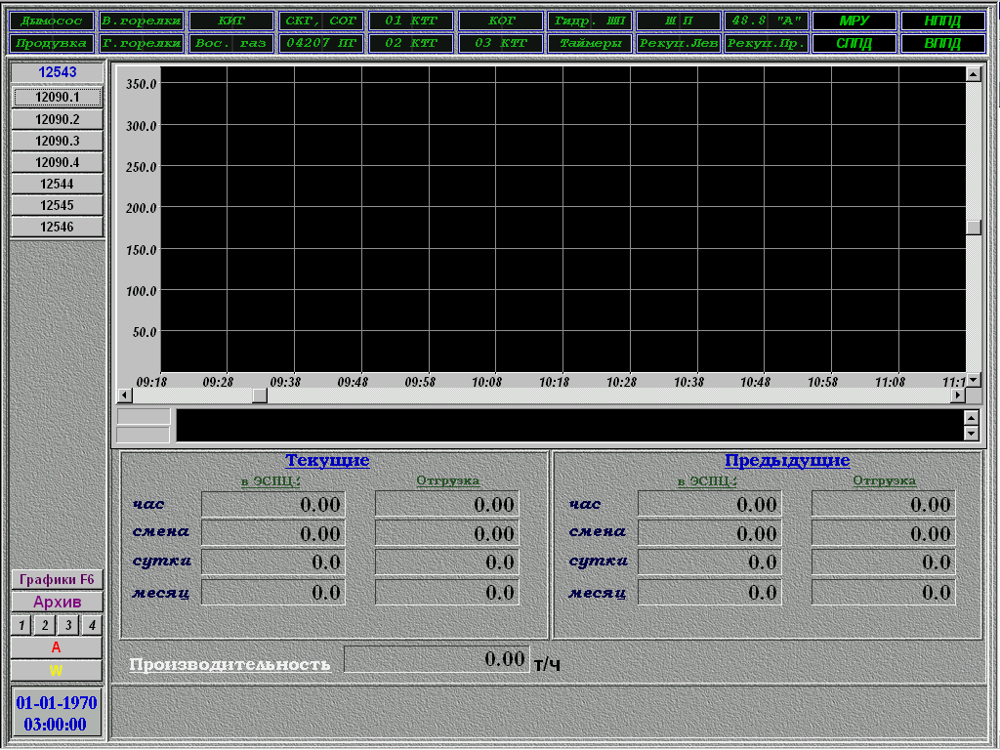 Дымосос В.горелки КИГ СКГ, СОГ 01 КТГ КОГ Гидр. ШП Ш П 48.8 "А" МРУ НППД
Продувка Г.горелки Вос. газ 04207 ПГ 02 КТГ 03 КТГ Таймеры Рекуп.Лев Рекуп.Пр. СППД ВППД
12543
12090.1
12090.2
12090.3
12090.4
12544
12545
12546
350.0
300.0
250.0
200.0
150.0
100.0
50.0
09:18 09:28 09:38 09:48 09:58 10:08 10:18 10:28 10:38 10:48 10:58 11:08 11:1
Текущие
в ЭСПЦ-2 Отгрузка
час 0.00 0.00
смена 0.00 0.00
сутки 0.0 0.0
месяц 0.0 0.0
Предыдущие
в ЭСПЦ-2 Отгрузка
час 0.00 0.00
смена 0.00 0.00
сутки 0.0 0.0
месяц 0.0 0.0
Производительность 0.00 т/ч
Графики F6
Архив
1 2 3 4
A
W
01-01-1970
03:00:00